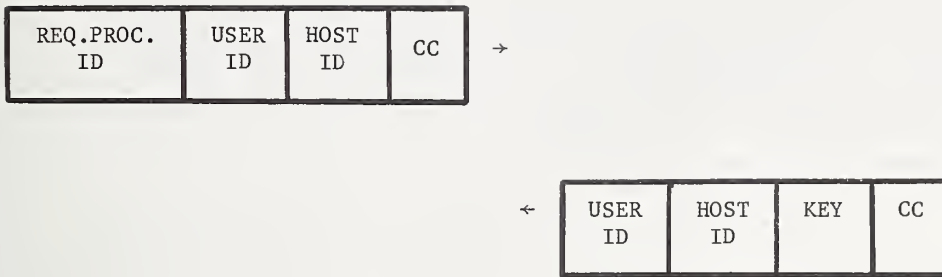 REQ.PROC. USER HOST CC →
ID ID ID
← USER HOST KEY CC
ID ID